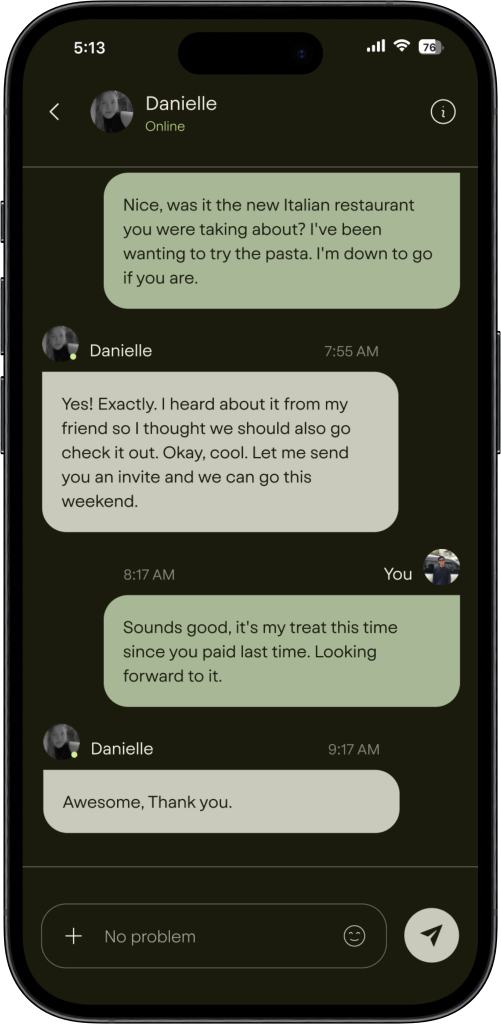 5:13
76
Danielle
Online
Nice, was it the new Italian restaurant
you were taking about? I've been
wanting to try the pasta. I'm down to go
if you are.
Danielle 7:55 AM
Yes! Exactly. I heard about it from my
friend so I thought we should also go
check it out. Okay, cool. Let me send
you an invite and we can go this
weekend.
8:17 AM You
Sounds good, it's my treat this time
since you paid last time. Looking
forward to it.
Danielle 9:17 AM
Awesome, Thank you.
No problem